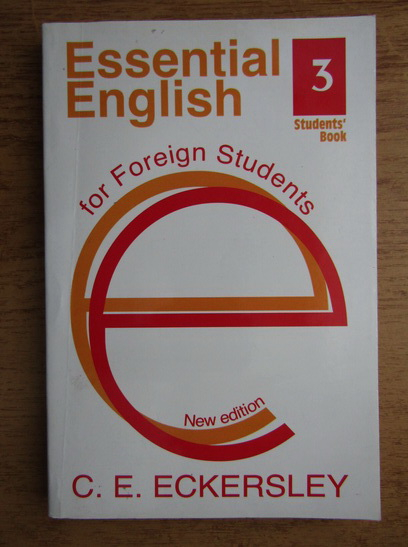 Essential
English
3
Students'
Book
for Foreign Students
New edition
C. E. ECKERSLEY